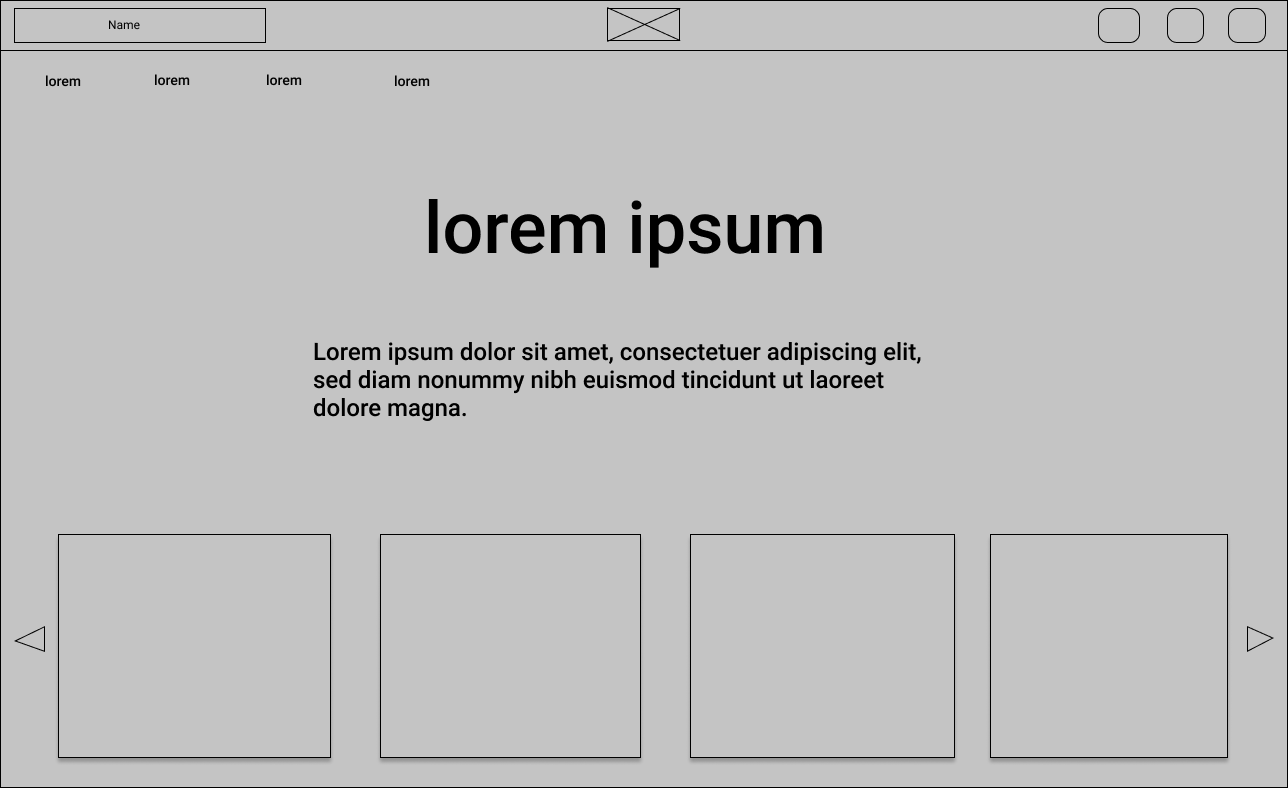 Name
lorem lorem lorem lorem
lorem ipsum
Lorem ipsum dolor sit amet, consectetuer adipiscing elit,
sed diam nonummy nibh euismod tincidunt ut laoreet
dolore magna.